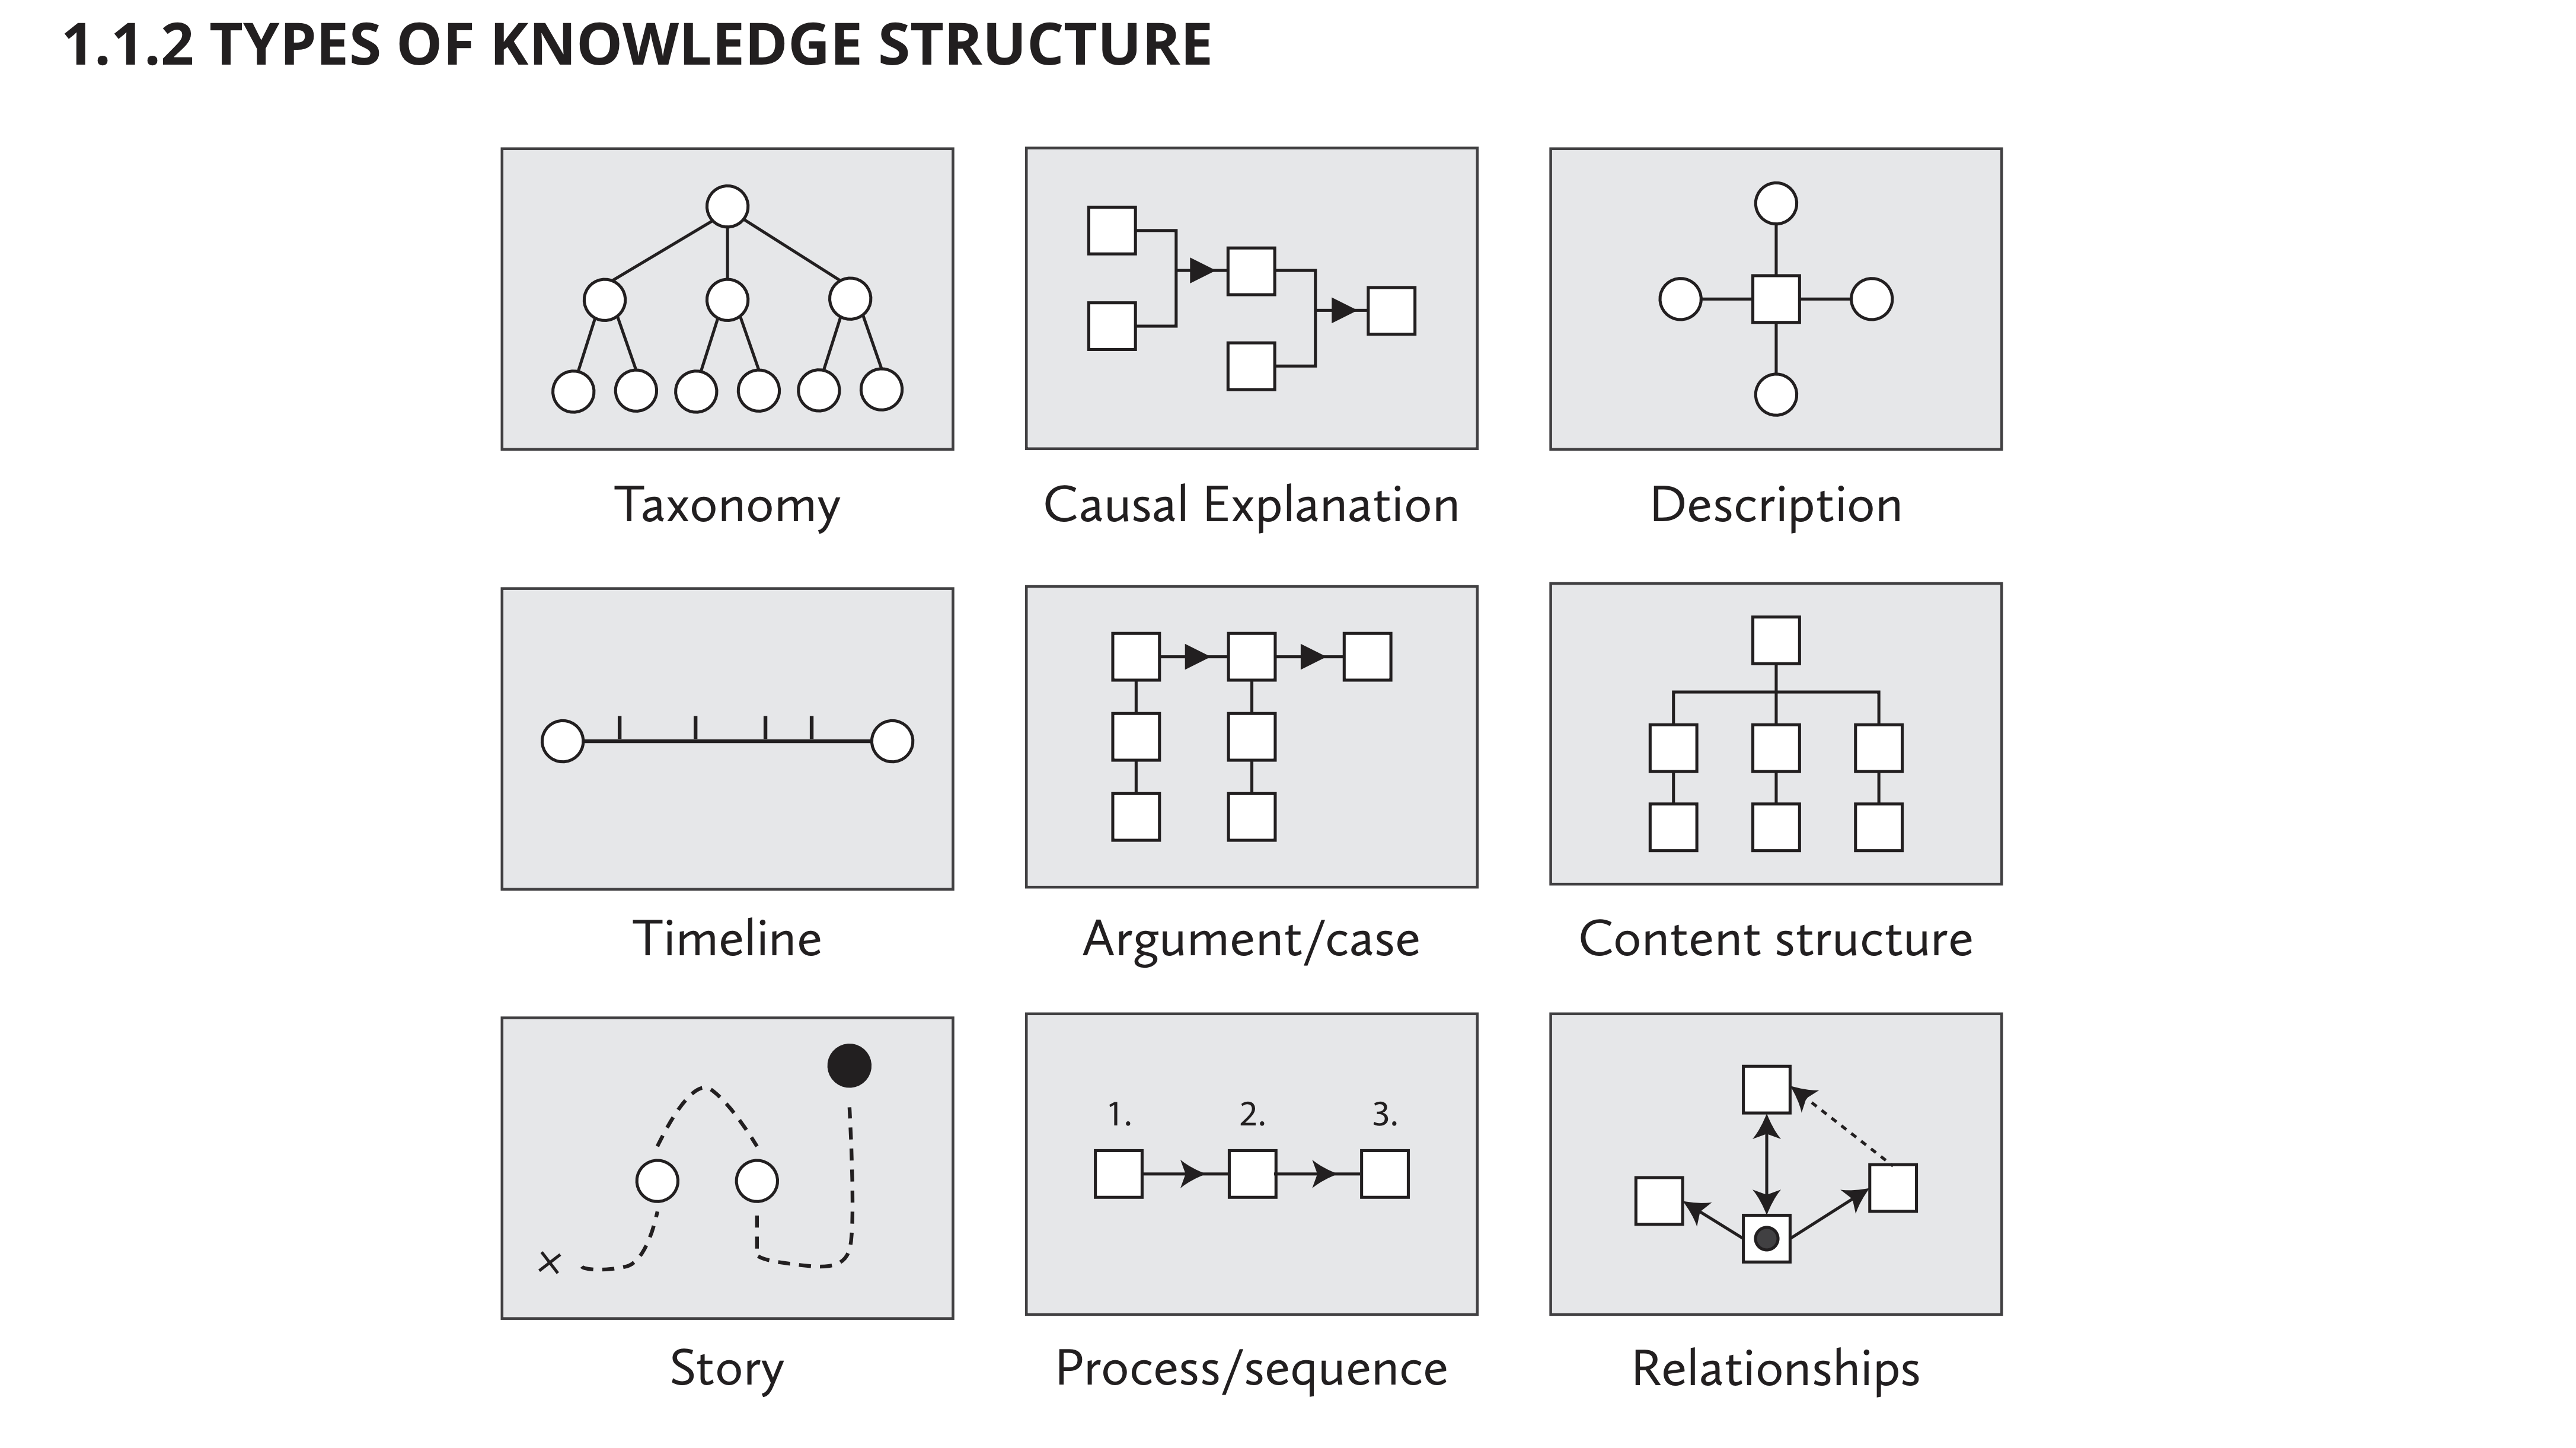 1.1.2 TYPES OF KNOWLEDGE STRUCTURE
Taxonomy
Causal Explanation
Description
Timeline
Argument/case
Content structure
Story
1. 2. 3.
Process/sequence
Relationships